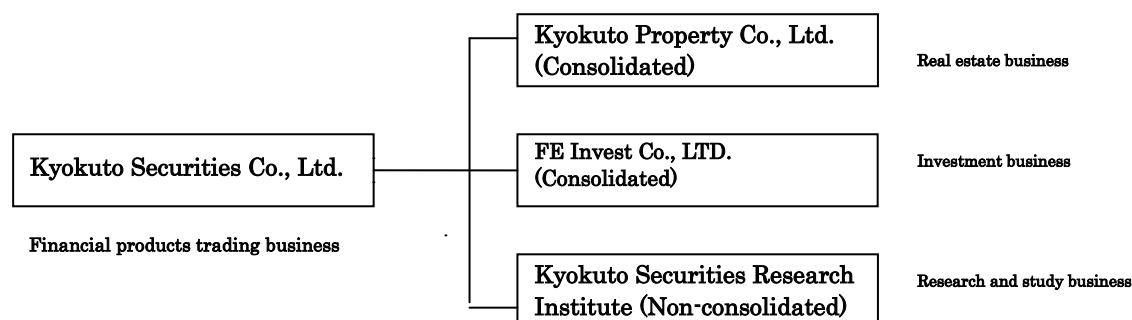 Kyokuto Property Co., Ltd.
(Consolidated)
Real estate business
Kyokuto Securities Co., Ltd.
Financial products trading business
FE Invest Co., LTD.
(Consolidated)
Investment business
Kyokuto Securities Research
Institute (Non-consolidated)
Research and study business